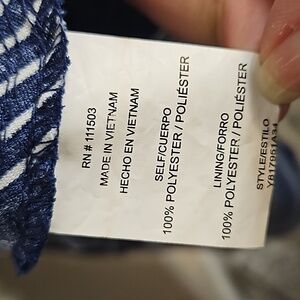 RN # 111503
MADE IN VIETNAM
HECHO EN VIETNAM
SELF/CUERPO
100% POLYESTER / POLIÉSTER
LINING/FORRO
100% POLYESTER / POLIÉSTER
STYLE/ESTILO
Y817951A34